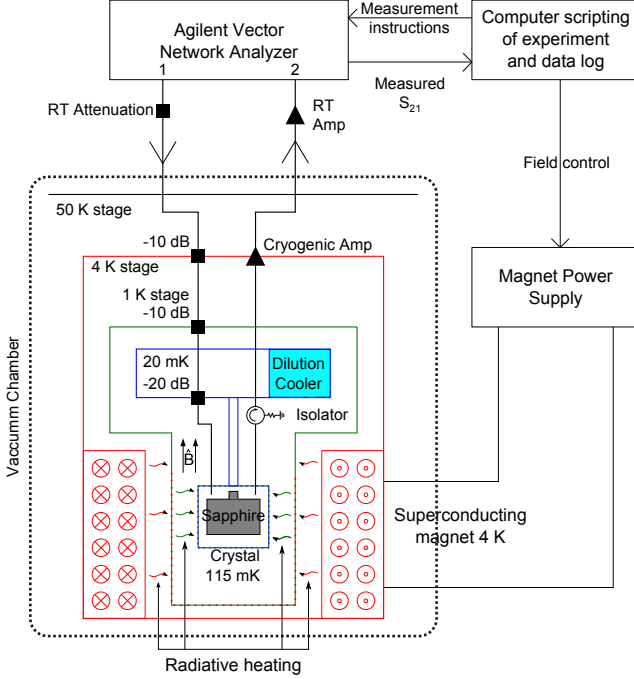 Agilent Vector
Network Analyzer
1
2
Measurement
instructions
Measured
S21
Computer scripting
of experiment
and data log
RT Attenuation
RT
Amp
Field control
50 K stage
-10 dB
Cryogenic Amp
4 K stage
1 K stage
-10 dB
Magnet Power
Supply
20 mK
-20 dB
Dilution
Cooler
Isolator
Vaccumm Chamber
B̂
Sapphire
Crystal
115 mK
Superconducting
magnet 4 K
Radiative heating